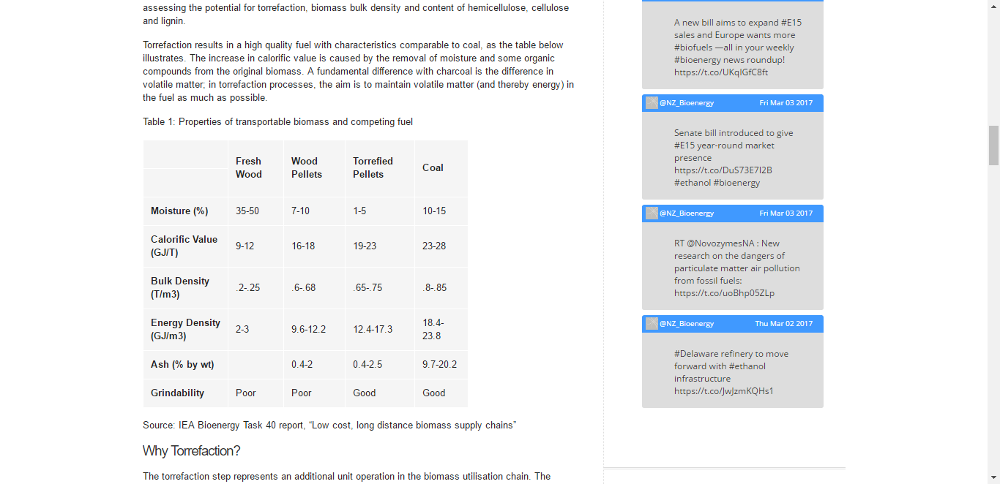 assessing the potential for torrefaction, biomass bulk density and content of hemicellulose, cellulose
and lignin.
Torrefaction results in a high quality fuel with characteristics comparable to coal, as the table below
illustrates. The increase in calorific value is caused by the removal of moisture and some organic
compounds from the original biomass. A fundamental difference with charcoal is the difference in
volatile matter; in torrefaction processes, the aim is to maintain volatile matter (and thereby energy) in
the fuel as much as possible.
Table 1: Properties of transportable biomass and competing fuel
Fresh Wood Wood Pellets Torrefied Pellets Coal
Moisture (%) 35-50 7-10 1-5 10-15
Calorific Value (GJ/T) 9-12 16-18 19-23 23-28
Bulk Density (T/m3) .2-.25 .6-.68 .65-.75 .8-.85
Energy Density (GJ/m3) 2-3 9.6-12.2 12.4-17.3 18.4-23.8
Ash (% by wt) 0.4-2 0.4-2.5 9.7-20.2
Grindability Poor Poor Good Good
Source: IEA Bioenergy Task 40 report, “Low cost, long distance biomass supply chains”
Why Torrefaction?
The torrefaction step represents an additional unit operation in the biomass utilisation chain. The
A new bill aims to expand #E15
sales and Europe wants more
#biofuels —all in your weekly
#bioenergy news roundup!
https://t.co/UKqIGfC8ft
@NZ_Bioenergy Fri Mar 03 2017
Senate bill introduced to give
#E15 year-round market
presence
https://t.co/DuS73E7I2B
#ethanol #bioenergy
@NZ_Bioenergy Fri Mar 03 2017
RT @NovozymesNA : New
research on the dangers of
particulate matter air pollution
from fossil fuels:
https://t.co/uoBhp05ZLp
@NZ_Bioenergy Thu Mar 02 2017
#Delaware refinery to move
forward with #ethanol
infrastructure
https://t.co/JwJzmKQHs1